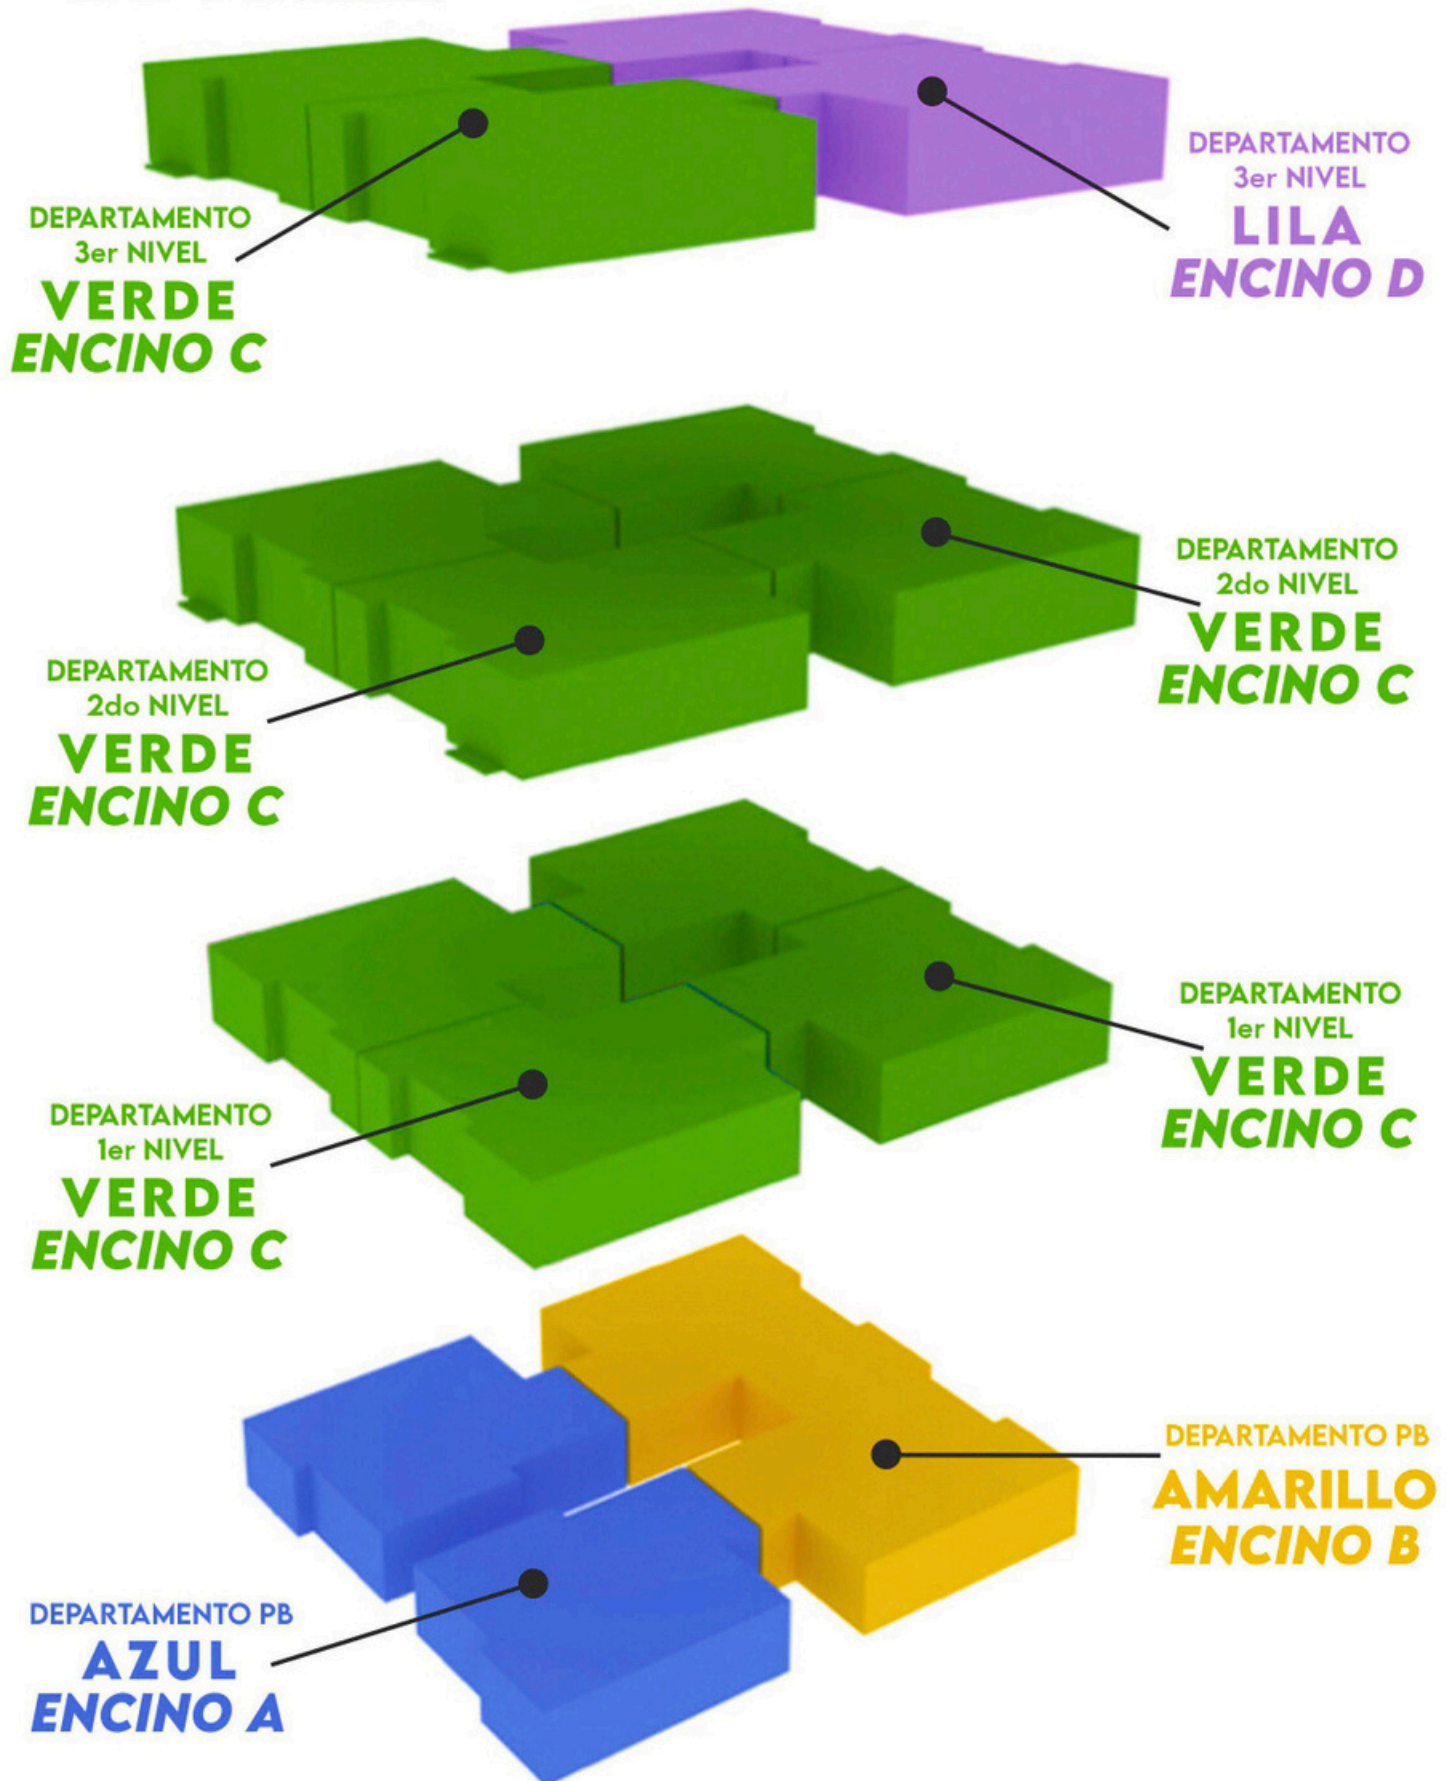 DEPARTAMENTO
3er NIVEL
LILA
ENCINO D
DEPARTAMENTO
3er NIVEL
VERDE
ENCINO C
DEPARTAMENTO
2do NIVEL
VERDE
ENCINO C
DEPARTAMENTO
2do NIVEL
VERDE
ENCINO C
DEPARTAMENTO
1er NIVEL
VERDE
ENCINO C
DEPARTAMENTO
1er NIVEL
VERDE
ENCINO C
DEPARTAMENTO PB
AMARILLO
ENCINO B
DEPARTAMENTO PB
AZUL
ENCINO A